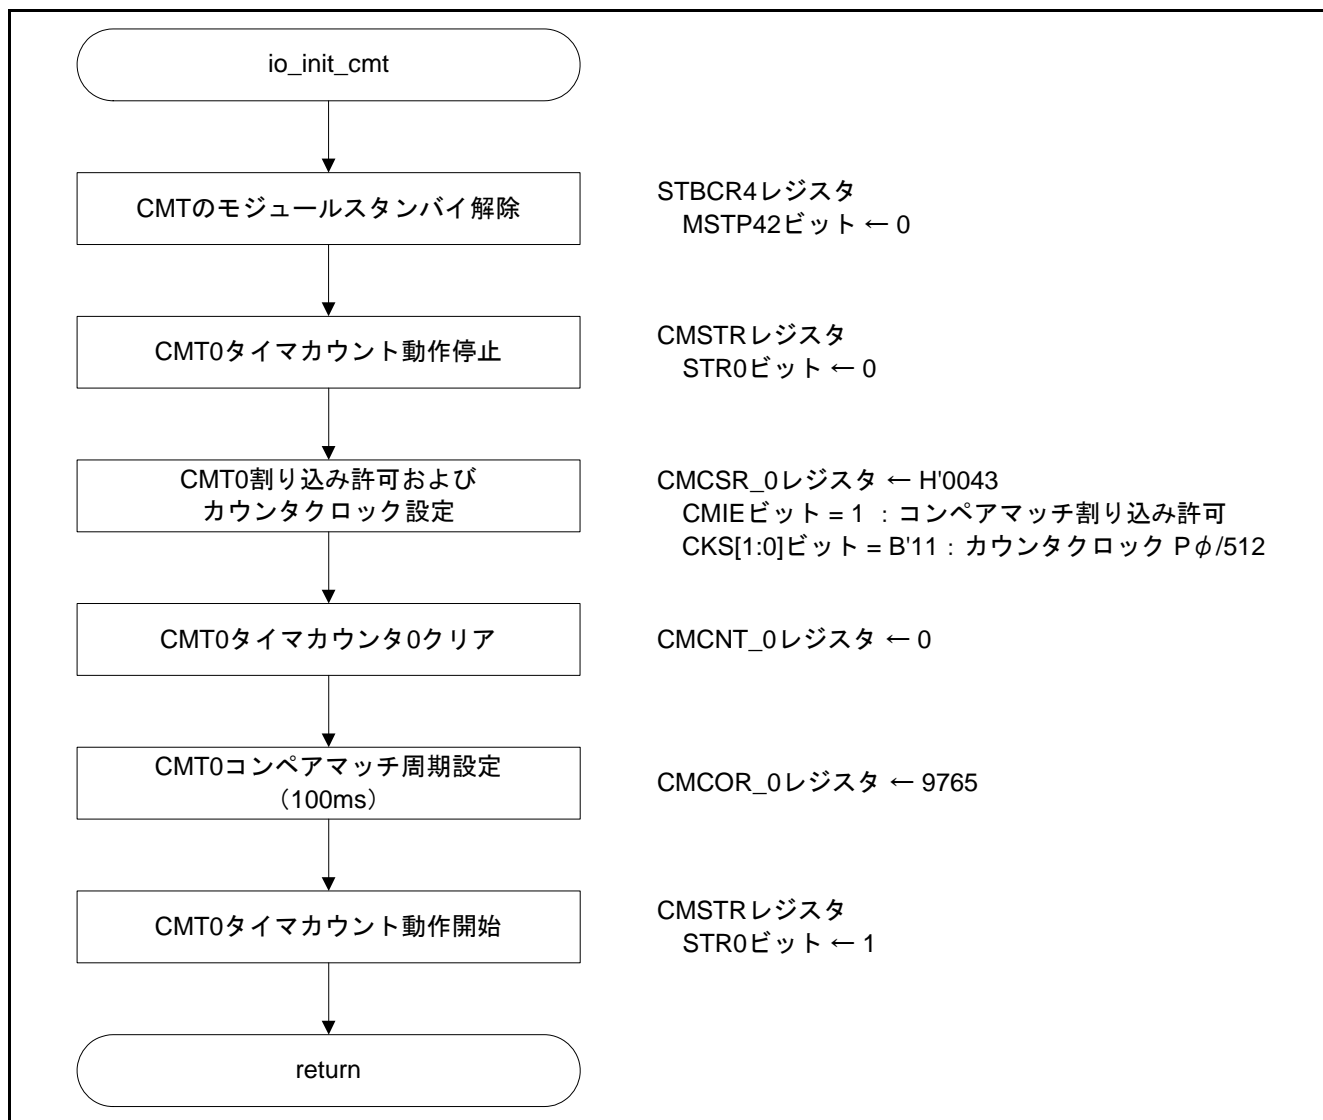 io_init_cmt
CMTのモジュールスタンバイ解除
STBCR4レジスタ
MSTP42ビット ← 0
CMT0タイマカウント動作停止
CMSTRレジスタ
STR0ビット ← 0
CMT0割り込み許可および
カウンタクロック設定
CMCSR_0レジスタ ← H'0043
CMIEビット = 1 : コンペアマッチ割り込み許可
CKS[1:0]ビット = B'11 : カウンタクロック Pφ/512
CMT0タイマカウンタ0クリア
CMCNT_0レジスタ ← 0
CMT0コンペアマッチ周期設定
（100ms）
CMCOR_0レジスタ ← 9765
CMT0タイマカウント動作開始
CMSTRレジスタ
STR0ビット ← 1
return